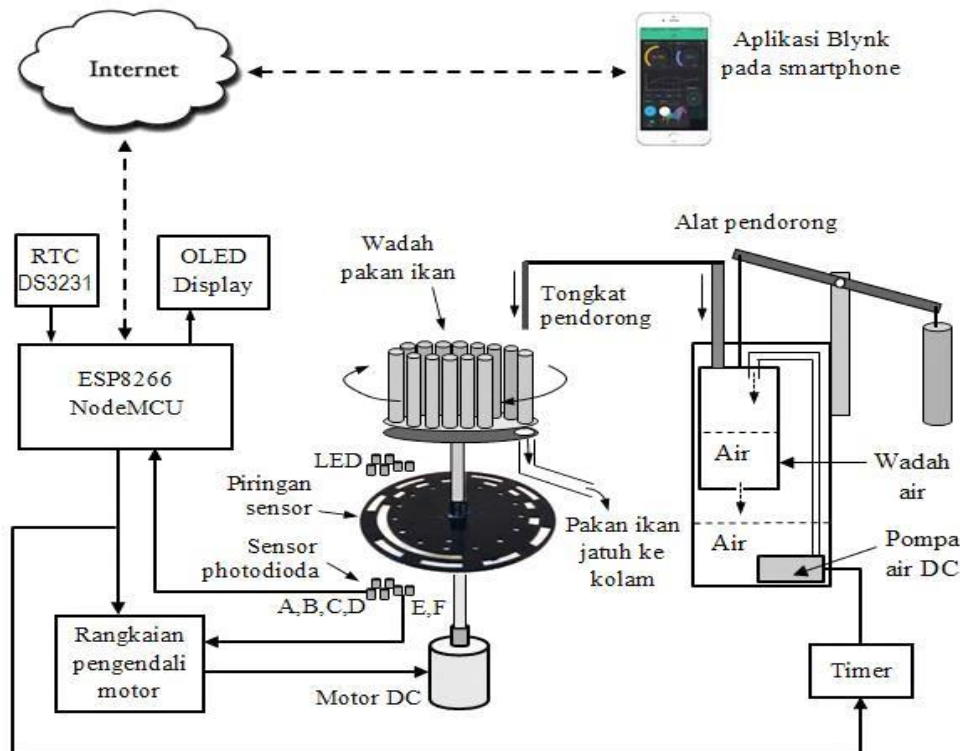 Internet
Aplikasi Blynk
pada smartphone
RTC
DS3231
OLED
Display
Wadah
pakan ikan
Alat pendorong
Tongkat
pendorong
ESP8266
NodeMCU
LED
Air
Wadah
air
Piringan
sensor
Pakan ikan
jatuh ke
kolam
Air
Pompa
air DC
Sensor
photodioda
A,B,C,D
E,F
Rangkaian
pengendali
motor
Motor DC
Timer